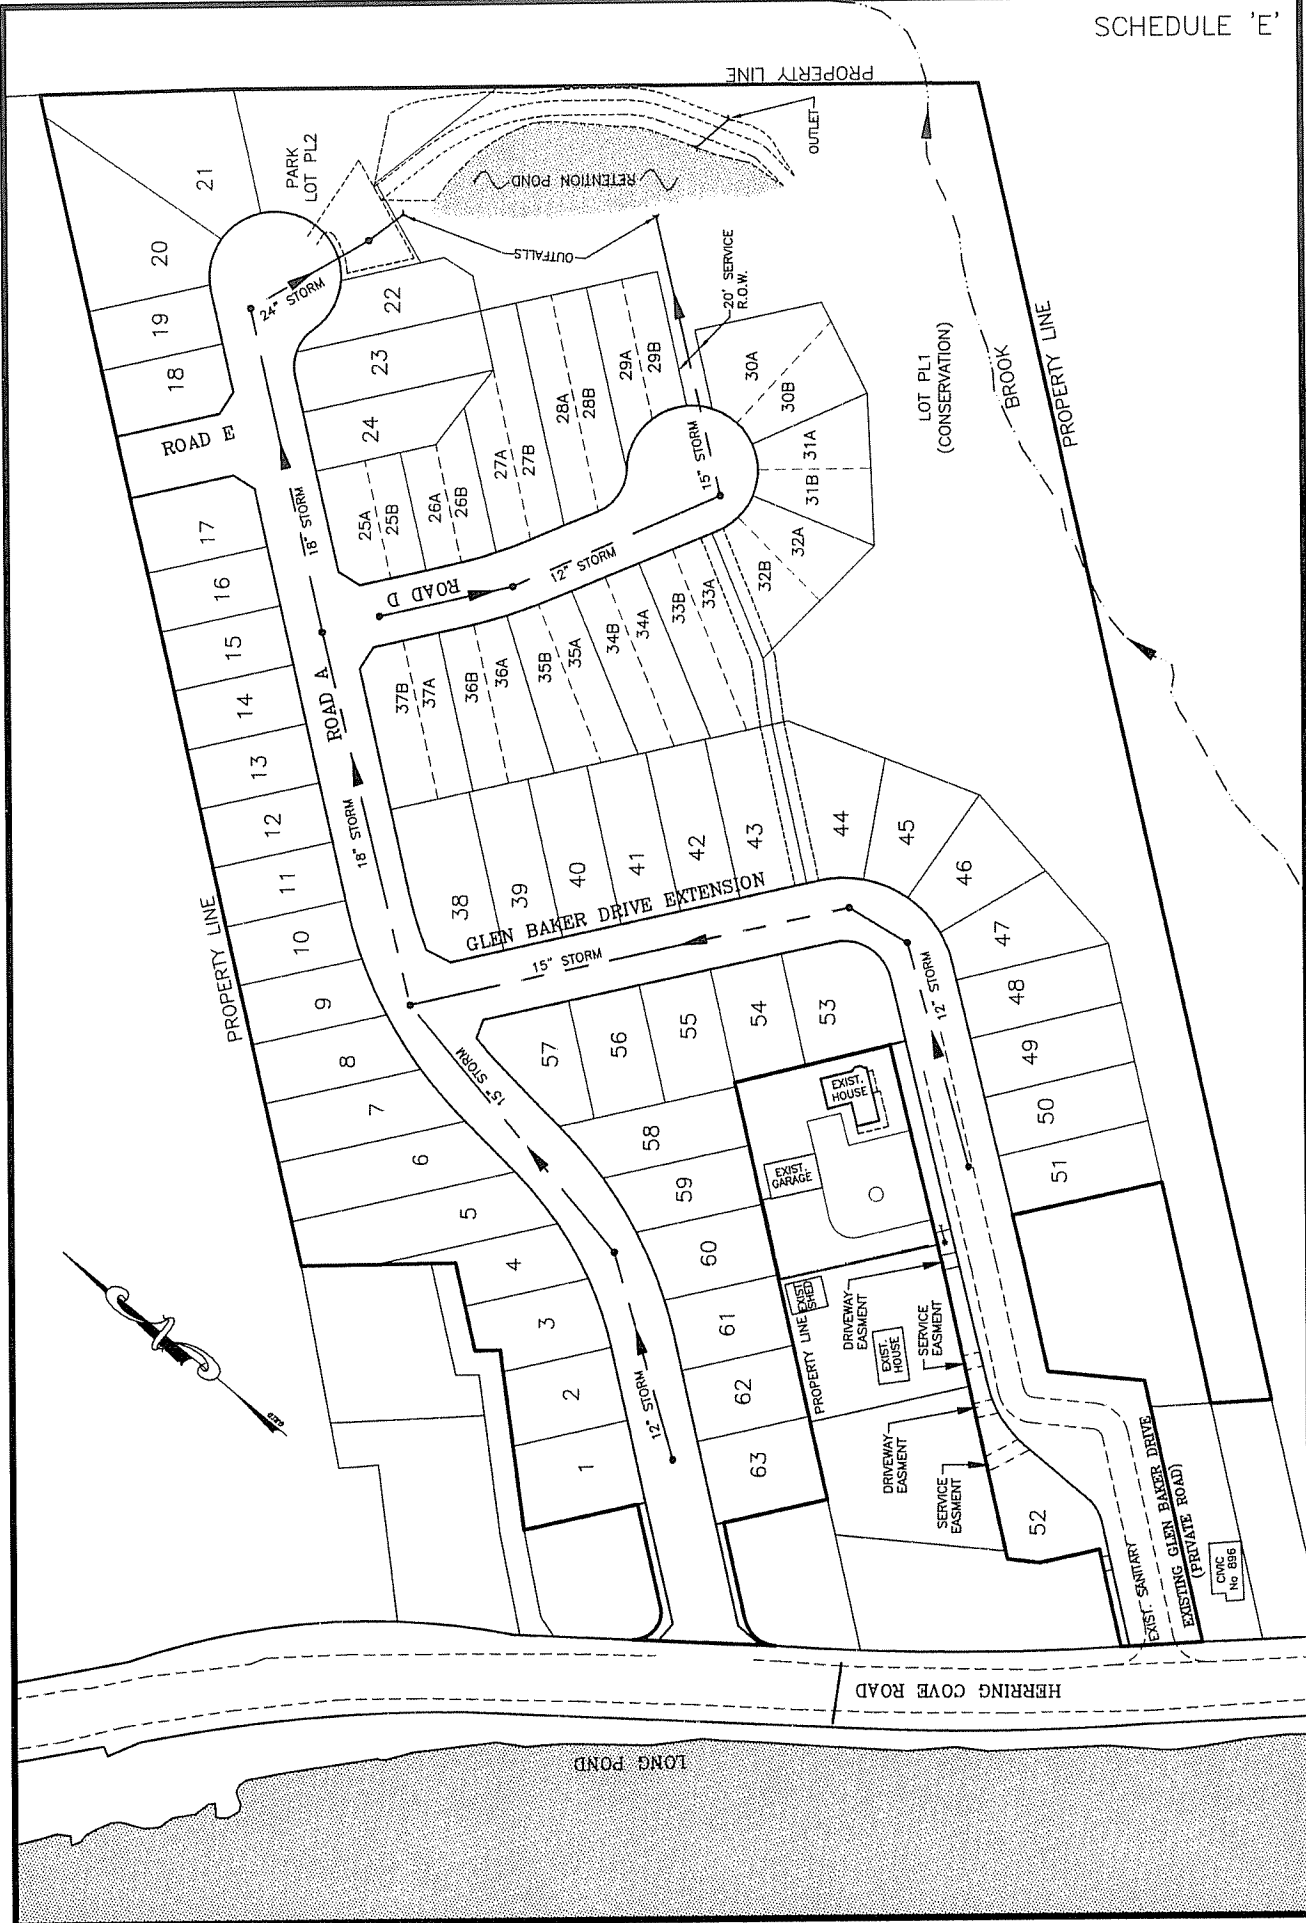 SCHEDULE 'E'
PROPERTY LINE
21
PARK
LOT PL2
OUTLET
RETENTION POND
20
19
18
24" STORM
OUTFALLS
22
23
24
20' SERVICE
R.O.W.
29A
29B
28A
28B
27A
27B
26A
26B
25A
25B
30A
30B
31A
31B
32A
32B
LOT PL1
(CONSERVATION)
BROOK
PROPERTY LINE
ROAD E
18" STORM
15" STORM
12" STORM
ROAD D
17
16
15
14
13
12
11
10
9
8
7
6
5
4
3
2
1
ROAD A
18" STORM
PROPERTY LINE
37B
37A
36B
36A
35B
35A
34B
34A
33B
33A
38
39
40
41
42
43
44
45
46
47
48
49
50
51
GLEN BAKER DRIVE EXTENSION
15" STORM
12" STORM
15" STORM
57
56
55
54
53
58
59
60
61
62
63
EXIST.
HOUSE
EXIST.
GARAGE
EXIST
SHED
PROPERTY LINE
DRIVEWAY
EASMENT
EXIST.
HOUSE
SERVICE
EASMENT
DRIVEWAY
EASMENT
SERVICE
EASMENT
12" STORM
52
EXIST. SANITARY
EXISTING GLEN BAKER DRIVE
(PRIVATE ROAD)
CIVIC
No 896
GRID
HERRING COVE ROAD
LONG POND